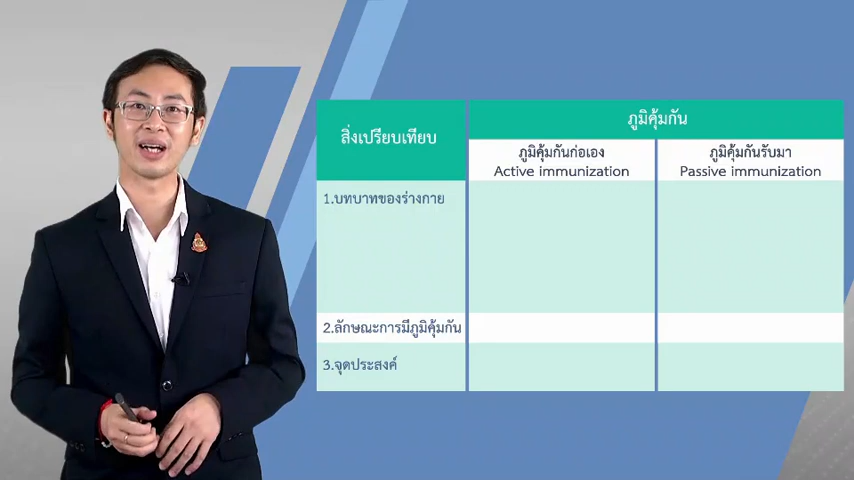 สิ่งเปรียบเทียบ
ภูมิคุ้มกัน
ภูมิคุ้มกันก่อเอง
Active immunization
ภูมิคุ้มกันรับมา
Passive immunization
1.บทบาทของร่างกาย
2.ลักษณะการมีภูมิคุ้มกัน
3.จุดประสงค์